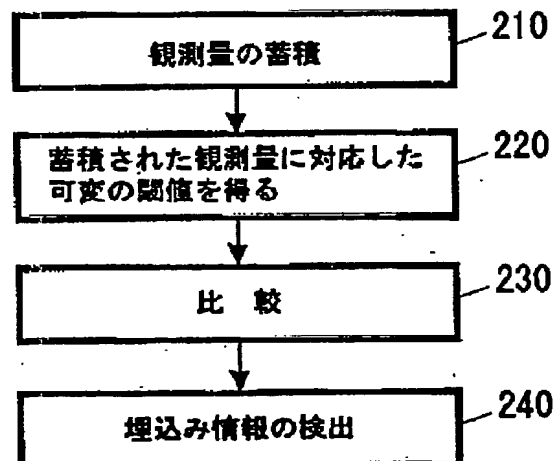 観測量の蓄積
210
蓄積された観測量に対応した
可変の閾値を得る
220
比 較
230
埋込み情報の検出
240